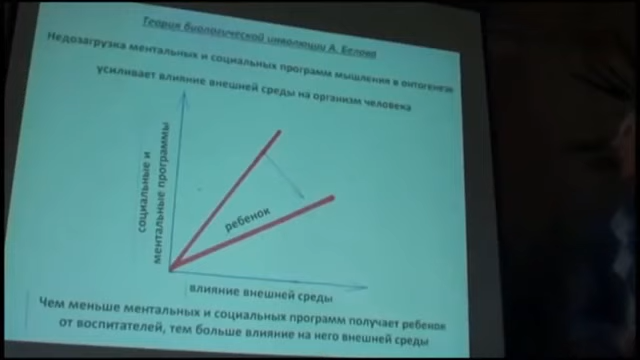 Теория биологической инволюции А. Белова
Недозагрузка ментальных и социальных программ мышления в онтогенезе
усиливает влияние внешней среды на организм человека
социальные и
ментальные программы
ребенок
влияние внешней среды
Чем меньше ментальных и социальных программ получает ребенок
от воспитателей, тем больше влияние на него внешней среды